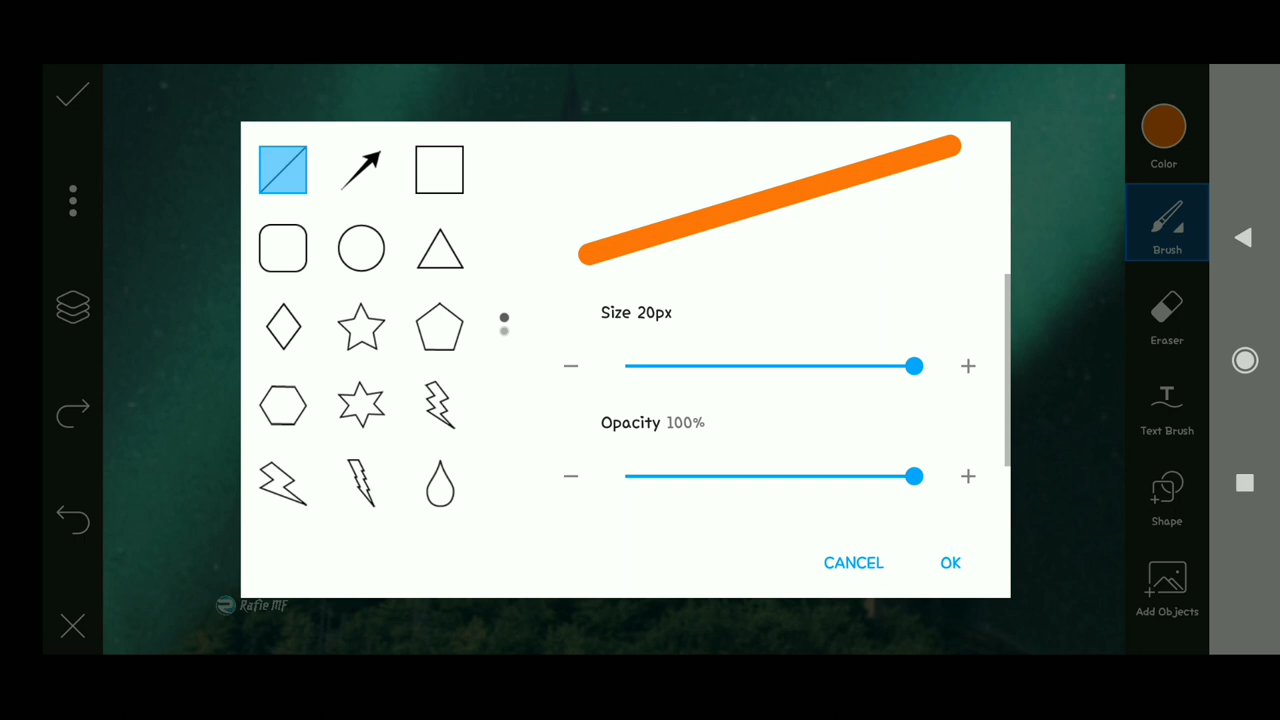 Color
Brush
Size 20px
Eraser
Opacity 100%
Text Brush
Shape
CANCEL
OK
Rafie MF
Add Objects